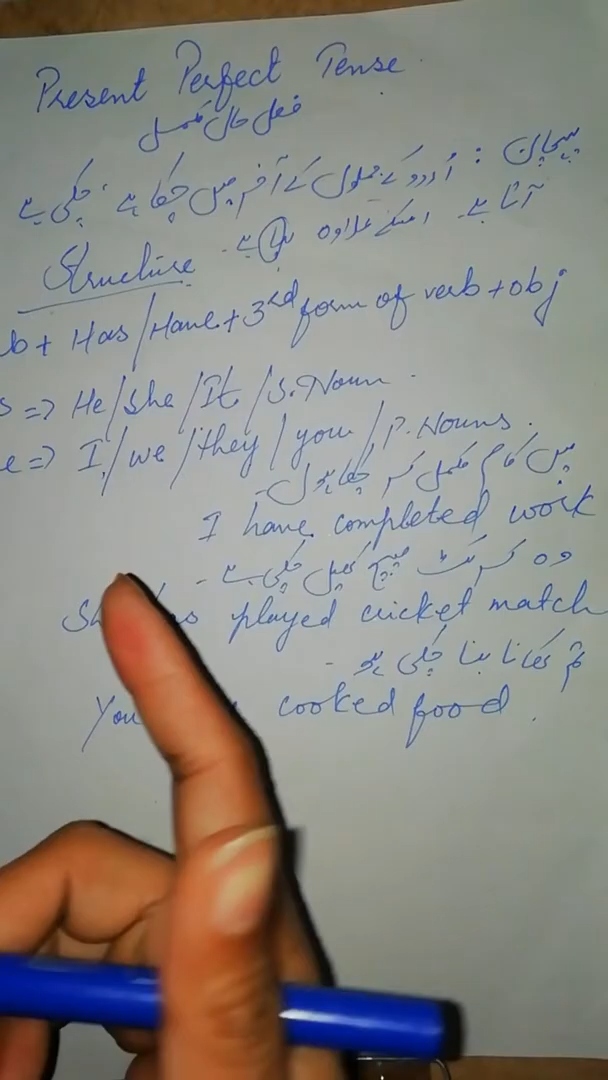 Present Perfect Tense
فعل حال مکمل
پہچان : اُردو کے جملوں کے آخر میں چکا ہے، چکی ہے
آتا ہے۔ اسکے علاوہ ہے۔
Structure
b + Has/Have + 3rd form of verb + obj
s => He/She/It/S.Noun
e => I/we/they/you/P.Nouns.
میں کام مکمل کر چکا ہوں۔
I have completed work
وہ کرکٹ میچ کھیل چکی ہے۔
played cricket match
تم کھانا بنا چکی ہو۔
You cooked food.